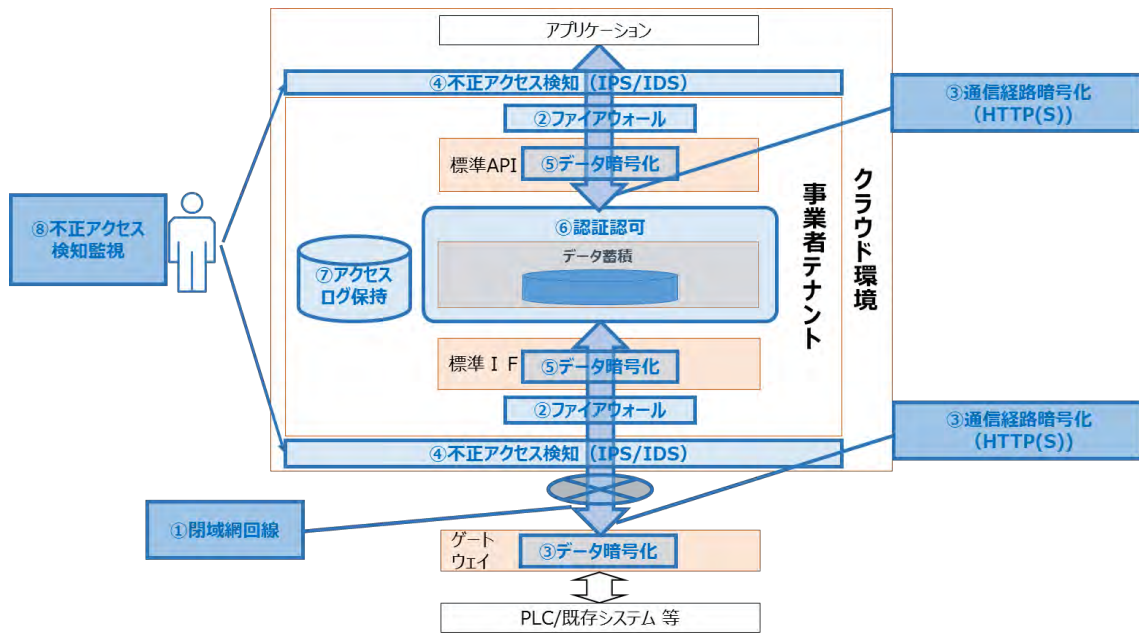 アプリケーション
④不正アクセス検知（IPS/IDS）
②ファイアウォール
③通信経路暗号化
（HTTP(S)）
標準API
⑤データ暗号化
クラウド環境
事業者テナント
⑧不正アクセス
検知監視
⑥認証認可
データ蓄積
⑦アクセス
ログ保持
標準ＩＦ
⑤データ暗号化
②ファイアウォール
③通信経路暗号化
（HTTP(S)）
④不正アクセス検知（IPS/IDS）
①閉域網回線
ゲート
ウェイ
③データ暗号化
PLC/既存システム 等